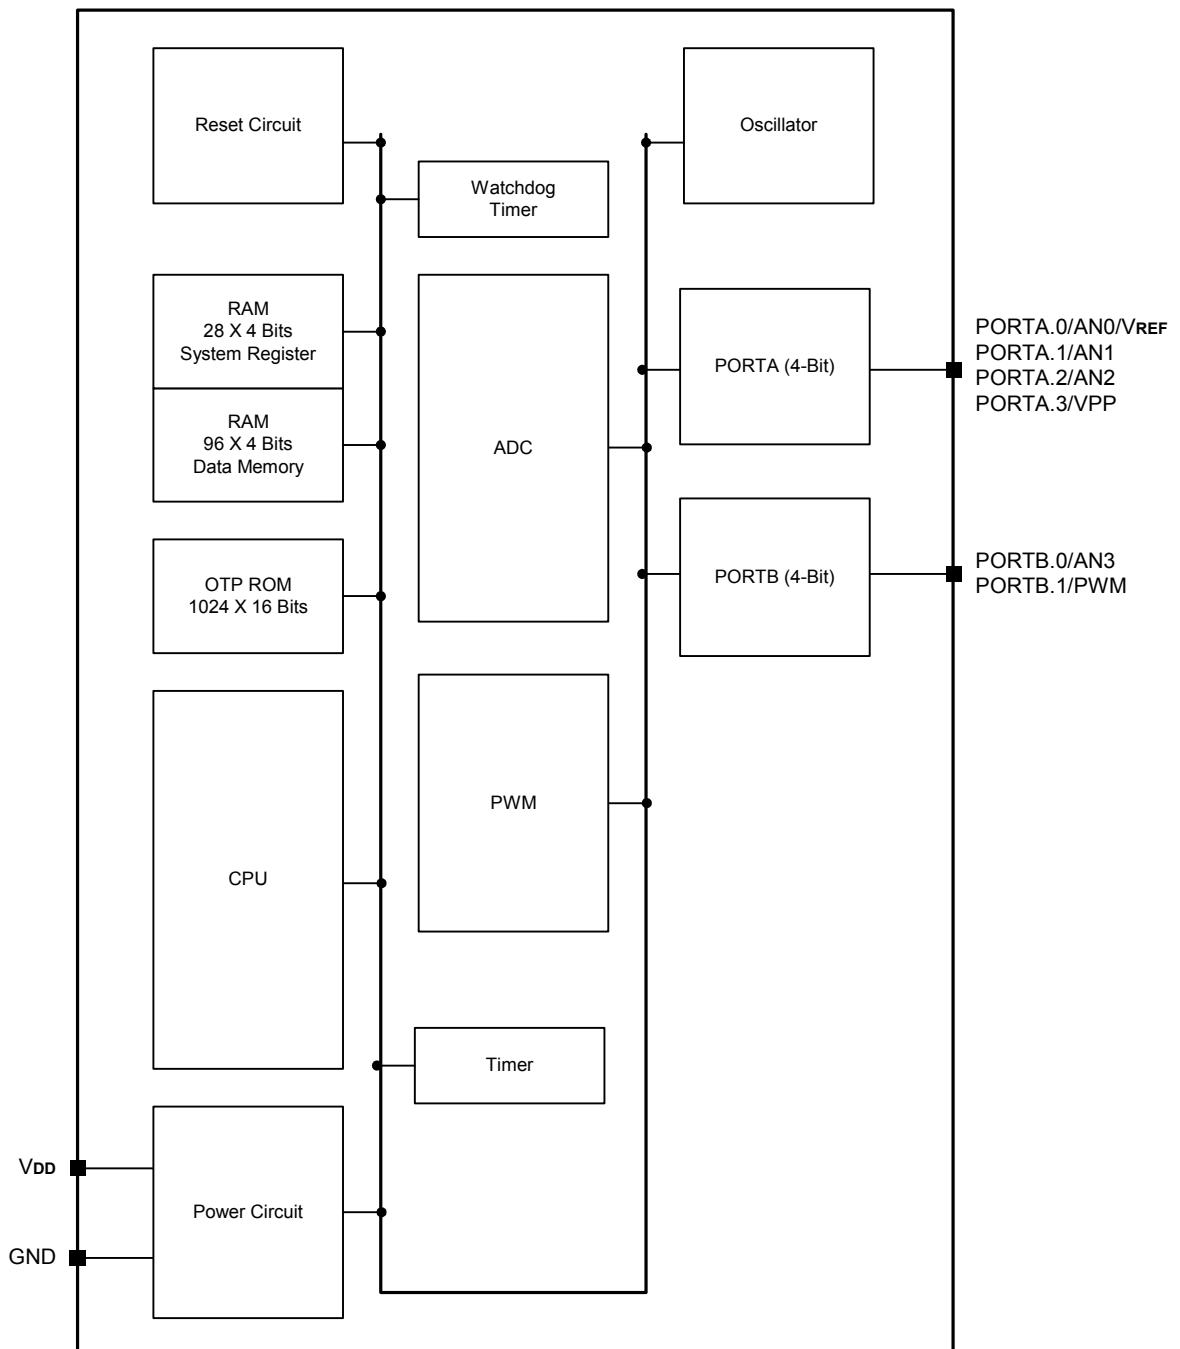 Reset Circuit
Oscillator
Watchdog
Timer
RAM
28 X 4 Bits
System Register
PORTA (4-Bit)
PORTA.0/AN0/VREF
PORTA.1/AN1
PORTA.2/AN2
PORTA.3/VPP
RAM
96 X 4 Bits
Data Memory
ADC
OTP ROM
1024 X 16 Bits
PORTB (4-Bit)
PORTB.0/AN3
PORTB.1/PWM
PWM
CPU
Timer
VDD
Power Circuit
GND